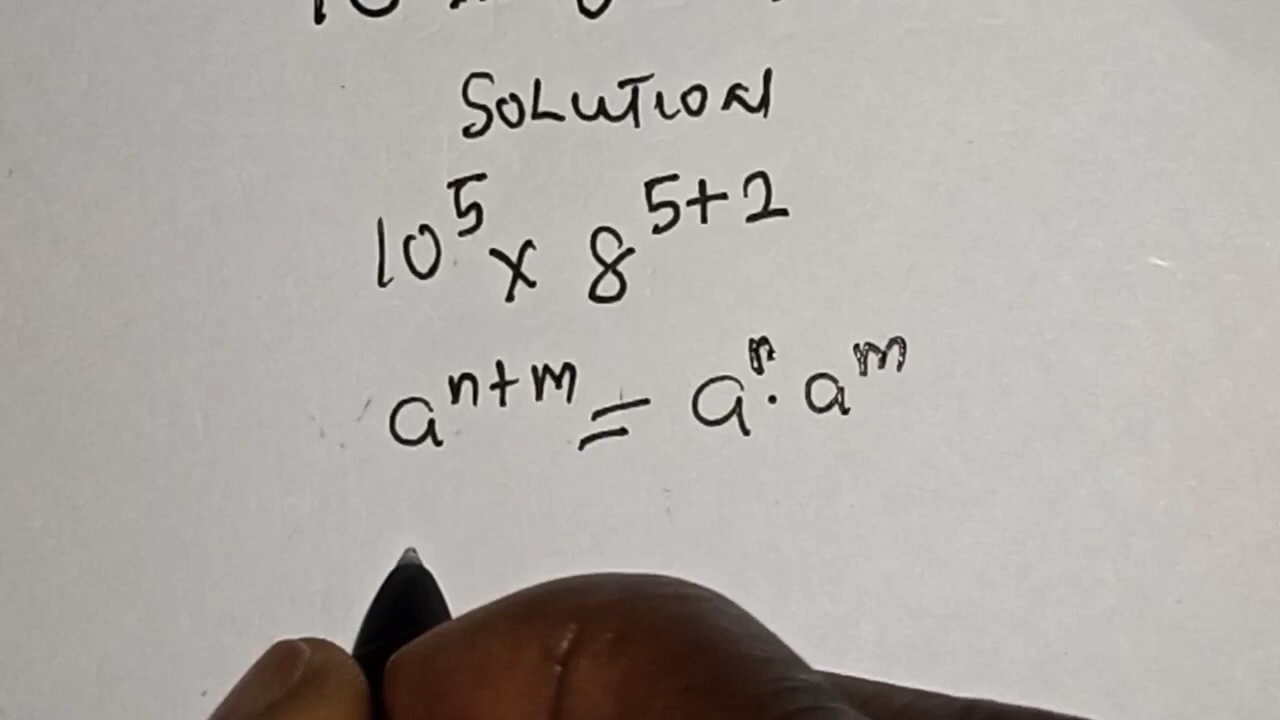 SOLUTION
10⁵ x 8⁵⁺²
aⁿ⁺ᵐ = aⁿ · aᵐ